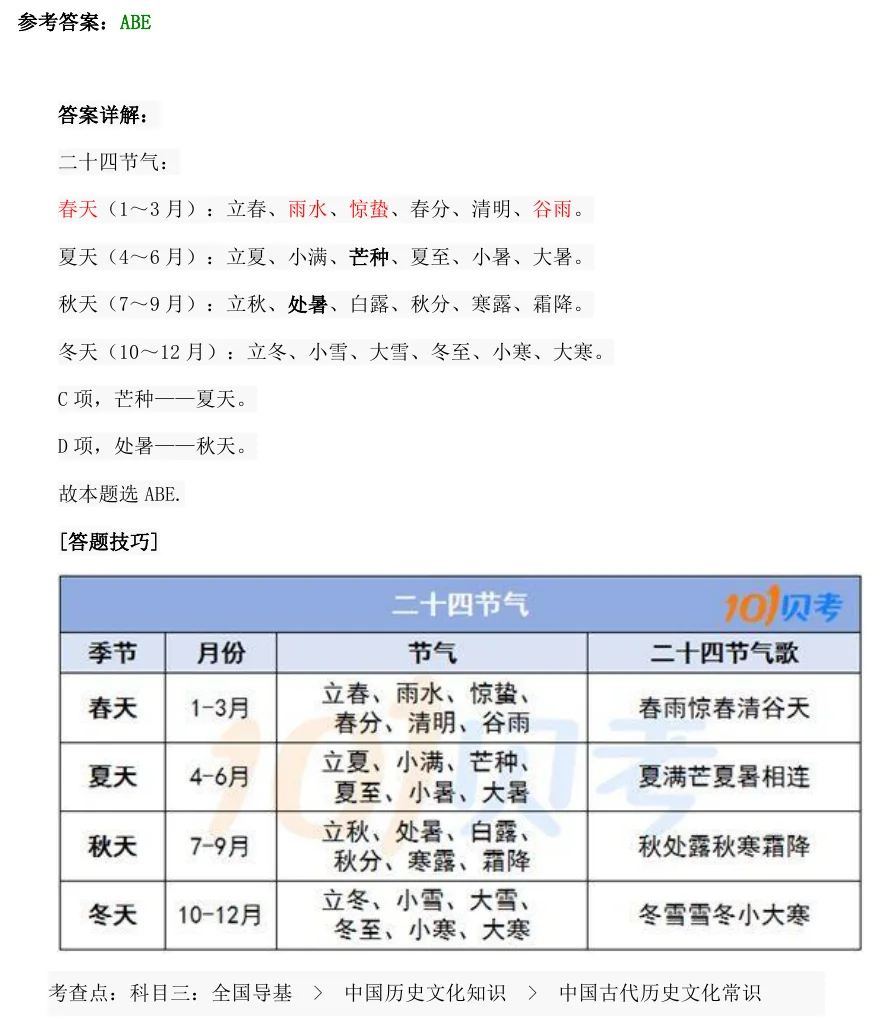 参考答案：ABE
答案详解：
二十四节气：
春天（1～3月）：立春、雨水、惊蛰、春分、清明、谷雨。
夏天（4～6月）：立夏、小满、芒种、夏至、小暑、大暑。
秋天（7～9月）：立秋、处暑、白露、秋分、寒露、霜降。
冬天（10～12月）：立冬、小雪、大雪、冬至、小寒、大寒。
C项，芒种——夏天。
D项，处暑——秋天。
故本题选ABE.
[答题技巧]
二十四节气 101贝考
季节 月份 节气 二十四节气歌
春天 1-3月 立春、雨水、惊蛰、
春分、清明、谷雨 春雨惊春清谷天
夏天 4-6月 立夏、小满、芒种、
夏至、小暑、大暑 夏满芒夏暑相连
秋天 7-9月 立秋、处暑、白露、
秋分、寒露、霜降 秋处露秋寒霜降
冬天 10-12月 立冬、小雪、大雪、
冬至、小寒、大寒 冬雪雪冬小大寒
101贝考
考查点：科目三：全国导基 > 中国历史文化知识 > 中国古代历史文化常识